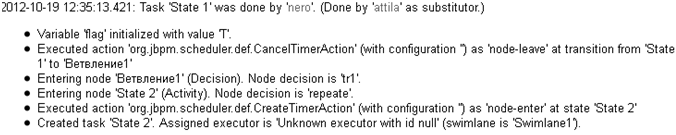 2012-10-19 12:35:13.421: Task 'State 1' was done by 'nero'. (Done by 'attila' as substitutor.)
Variable 'flag' initialized with value 'T'.
Executed action 'org.jbpm.scheduler.def.CancelTimerAction' (with configuration '') as 'node-leave' at transition from 'State
1' to 'Ветвление1'
Entering node 'Ветвление1' (Decision). Node decision is 'tr1'.
Entering node 'State 2' (Activity). Node decision is 'repeate'.
Executed action 'org.jbpm.scheduler.def.CreateTimerAction' (with configuration '') as 'node-enter' at state 'State 2'
Created task 'State 2'. Assigned executor is 'Unknown executor with id null' (swimlane is 'Swimlane1').